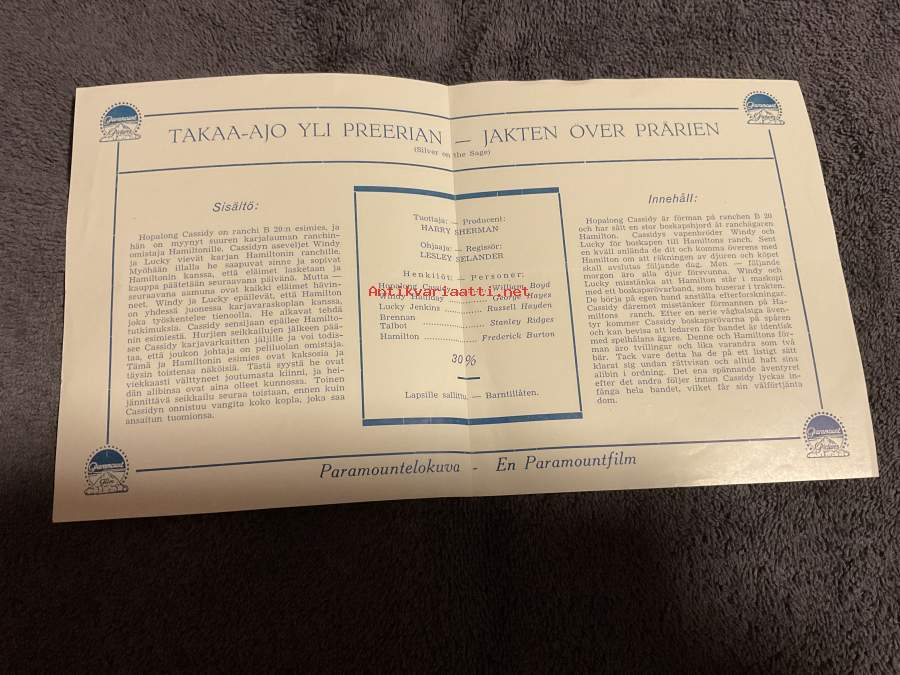 Paramount
Pictures
Paramount
Pictures
TAKAA-AJO YLI PREERIAN — JAKTEN ÖVER PRÄRIEN
(Silver on the Sage)
Sisältö:
Hopalong Cassidy on ranchi B 20:n esimies, ja
hän on myynyt suuren karjalauman ranchin-
omistaja Hamiltonille. Cassidyn aseveljet Windy
ja Lucky vievät karjan Hamiltonin ranchille.
Myöhään illalla he saapuvat sinne ja sopivat
Hamiltonin kanssa, että eläimet lasketaan ja
kauppa päätetään seuraavana päivänä. Mutta —
seuraavana aamuna ovat kaikki eläimet hävin-
neet. Windy ja Lucky epäilevät, että Hamilton
on yhdessä juonessa karjavaraskoplan kanssa,
joka työskentelee tienoolla. He alkavat tehdä
tutkimuksia. Cassidy sensijaan epäilee Hamilto-
nin esimiestä. Hurjien seikkailujen jälkeen pää-
see Cassidy karjavarkaitten jäljille ja voi todis-
taa, että joukon johtaja on peliluolan omistaja.
Tämä ja Hamiltonin esimies ovat kaksosia ja
täysin toistensa näköisiä. Tästä syystä he ovat
viekkaasti välttyneet joutumasta kiinni, ja hei-
dän alibinsa ovat aina olleet kunnossa. Toinen
jännittävä seikkailu seuraa toistaan, ennen kuin
Cassidyn onnistuu vangita koko kopla, joka saa
ansaitun tuomionsa.
Tuottaja: — Producent:
HARRY SHERMAN
Ohjaaja: — Regissör:
LESLEY SELANDER
Henkilöt: — Personer:
Hopalong Cassidy ........ William Boyd
Windy Halliday ........ George Hayes
Lucky Jenkins ........ Russell Hayden
Brennan
Talbot ........ Stanley Ridges
Hamilton ........ Frederick Burton
30%
Lapsille sallittu. — Barntillåten.
Antikvariaatti.net
Innehåll:
Hopalong Cassidy är förman på ranchen B 20
och har sålt en stor boskapshjord åt ranchägaren
Hamilton. Cassidys vapenbröder Windy och
Lucky för boskapen till Hamiltons ranch. Sent
en kväll anlända de dit och komma överens med
Hamilton om att räkningen av djuren och köpet
skall avslutas följande dag. Men — följande
morgon äro alla djur försvunna. Windy och
Lucky misstänka att Hamilton står i maskopi
med ett boskapsrövarband, som huserar i trakten.
De börja på egen hand anställa efterforskningar.
Cassidy däremot misstänker förmannen på Ha-
miltons ranch. Efter en serie våghalsiga även-
tyr kommer Cassidy boskapsrövarna på spåren
och kan bevisa att ledaren för bandet är identisk
med spelhålans ägare. Denne och Hamiltons för-
man äro tvillingar och lika varandra som två
bär. Tack vare detta ha de på ett listigt sätt
klarat sig undan rättvisan och alltid haft sina
alibin i ordning. Det ena spännande äventyret
efter det andra följer innan Cassidy lyckas in-
fånga hela bandet, vilket får sin välförtjänta
dom.
Paramount
Film
Paramountelokuva - En Paramountfilm
Paramount
Pictures